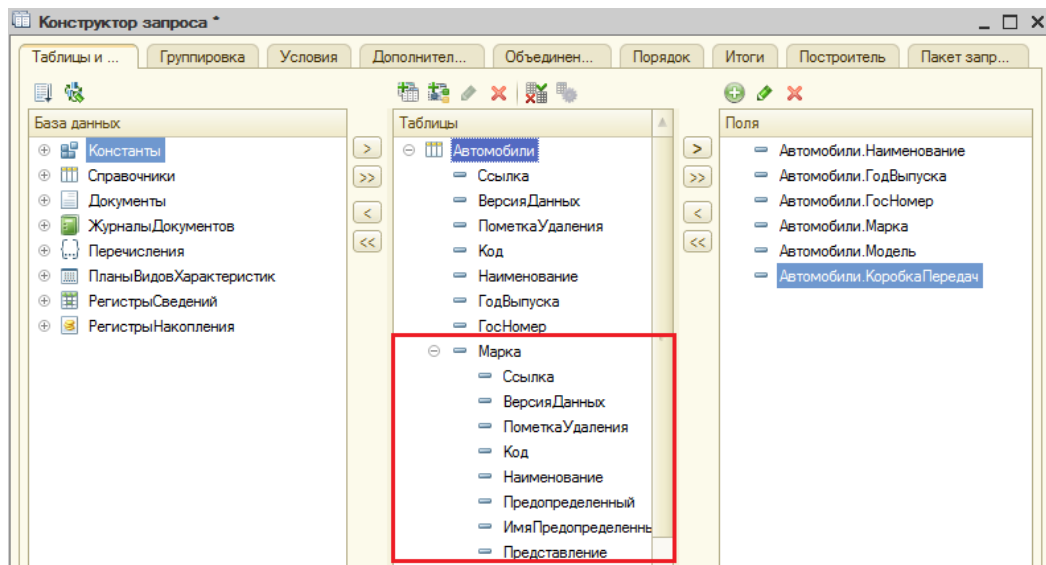 Конструктор запроса *
Таблицы и ... Группировка Условия Дополнител... Объединен... Порядок Итоги Построитель Пакет запр...
База данных
Константы
Справочники
Документы
ЖурналыДокументов
Перечисления
ПланыВидовХарактеристик
РегистрыСведений
РегистрыНакопления
> 
>>
<
<<
Таблицы
Автомобили
Ссылка
ВерсияДанных
ПометкаУдаления
Код
Наименование
ГодВыпуска
ГосНомер
Марка
Ссылка
ВерсияДанных
ПометкаУдаления
Код
Наименование
Предопределенный
ИмяПредопределеннь
Представление
>
>>
<
<<
Поля
Автомобили.Наименование
Автомобили.ГодВыпуска
Автомобили.ГосНомер
Автомобили.Марка
Автомобили.Модель
Автомобили.КоробкаПередач